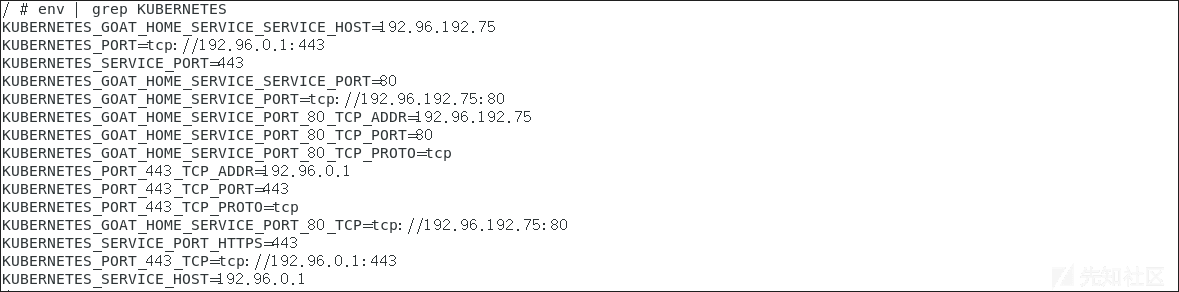 / # env | grep KUBERNETES
KUBERNETES_GOAT_HOME_SERVICE_SERVICE_HOST=192.96.192.75
KUBERNETES_PORT=tcp://192.96.0.1:443
KUBERNETES_SERVICE_PORT=443
KUBERNETES_GOAT_HOME_SERVICE_SERVICE_PORT=80
KUBERNETES_GOAT_HOME_SERVICE_PORT=tcp://192.96.192.75:80
KUBERNETES_GOAT_HOME_SERVICE_PORT_80_TCP_ADDR=192.96.192.75
KUBERNETES_GOAT_HOME_SERVICE_PORT_80_TCP_PORT=80
KUBERNETES_GOAT_HOME_SERVICE_PORT_80_TCP_PROTO=tcp
KUBERNETES_PORT_443_TCP_ADDR=192.96.0.1
KUBERNETES_PORT_443_TCP_PORT=443
KUBERNETES_PORT_443_TCP_PROTO=tcp
KUBERNETES_GOAT_HOME_SERVICE_PORT_80_TCP=tcp://192.96.192.75:80
KUBERNETES_SERVICE_PORT_HTTPS=443
KUBERNETES_PORT_443_TCP=tcp://192.96.0.1:443
KUBERNETES_SERVICE_HOST=192.96.0.1
先知社区